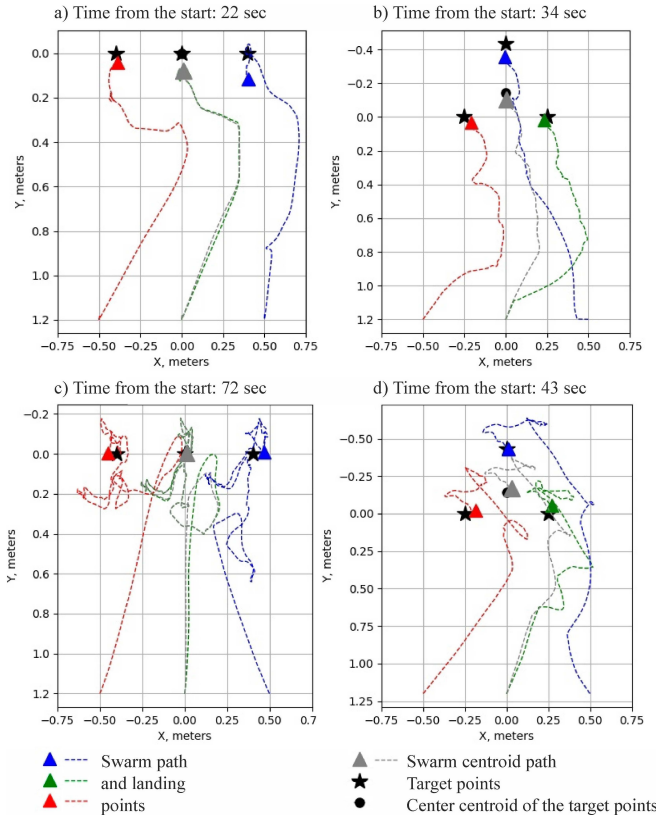 a) Time from the start: 22 sec
b) Time from the start: 34 sec
0.0
0.2
0.4
0.6
0.8
1.0
1.2
Y, meters
−0.75 −0.50 −0.25 0.00 0.25 0.50 0.75
X, meters
−0.4
−0.2
0.0
0.2
0.4
0.6
0.8
1.0
1.2
Y, meters
−0.75 −0.50 −0.25 0.00 0.25 0.50 0.75
X, meters
c) Time from the start: 72 sec
d) Time from the start: 43 sec
−0.2
0.0
0.2
0.4
0.6
0.8
1.0
1.2
Y, meters
−0.75 −0.50 −0.25 0.00 0.25 0.50 0.7
X, meters
−0.50
−0.25
0.00
0.25
0.50
0.75
1.00
1.25
Y, meters
−0.75 −0.50 −0.25 0.00 0.25 0.50 0.75
X, meters
Swarm path
and landing
points
Swarm centroid path
Target points
Center centroid of the target points